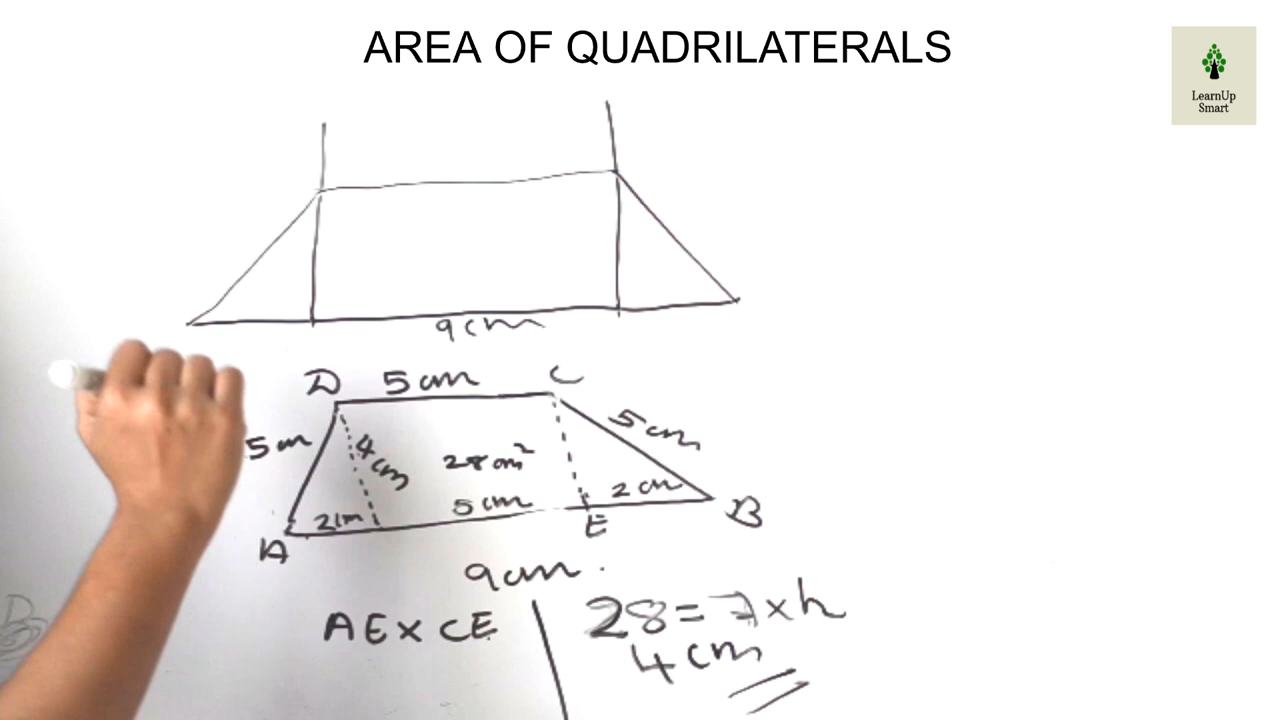 AREA OF QUADRILATERALS
LearnUp
Smart
9cm
D 5cm C
5m
4cm
5cm
28cm²
2cm
5cm
2cm
A
E
B
9cm.
AE×CE
28=7×h
4cm